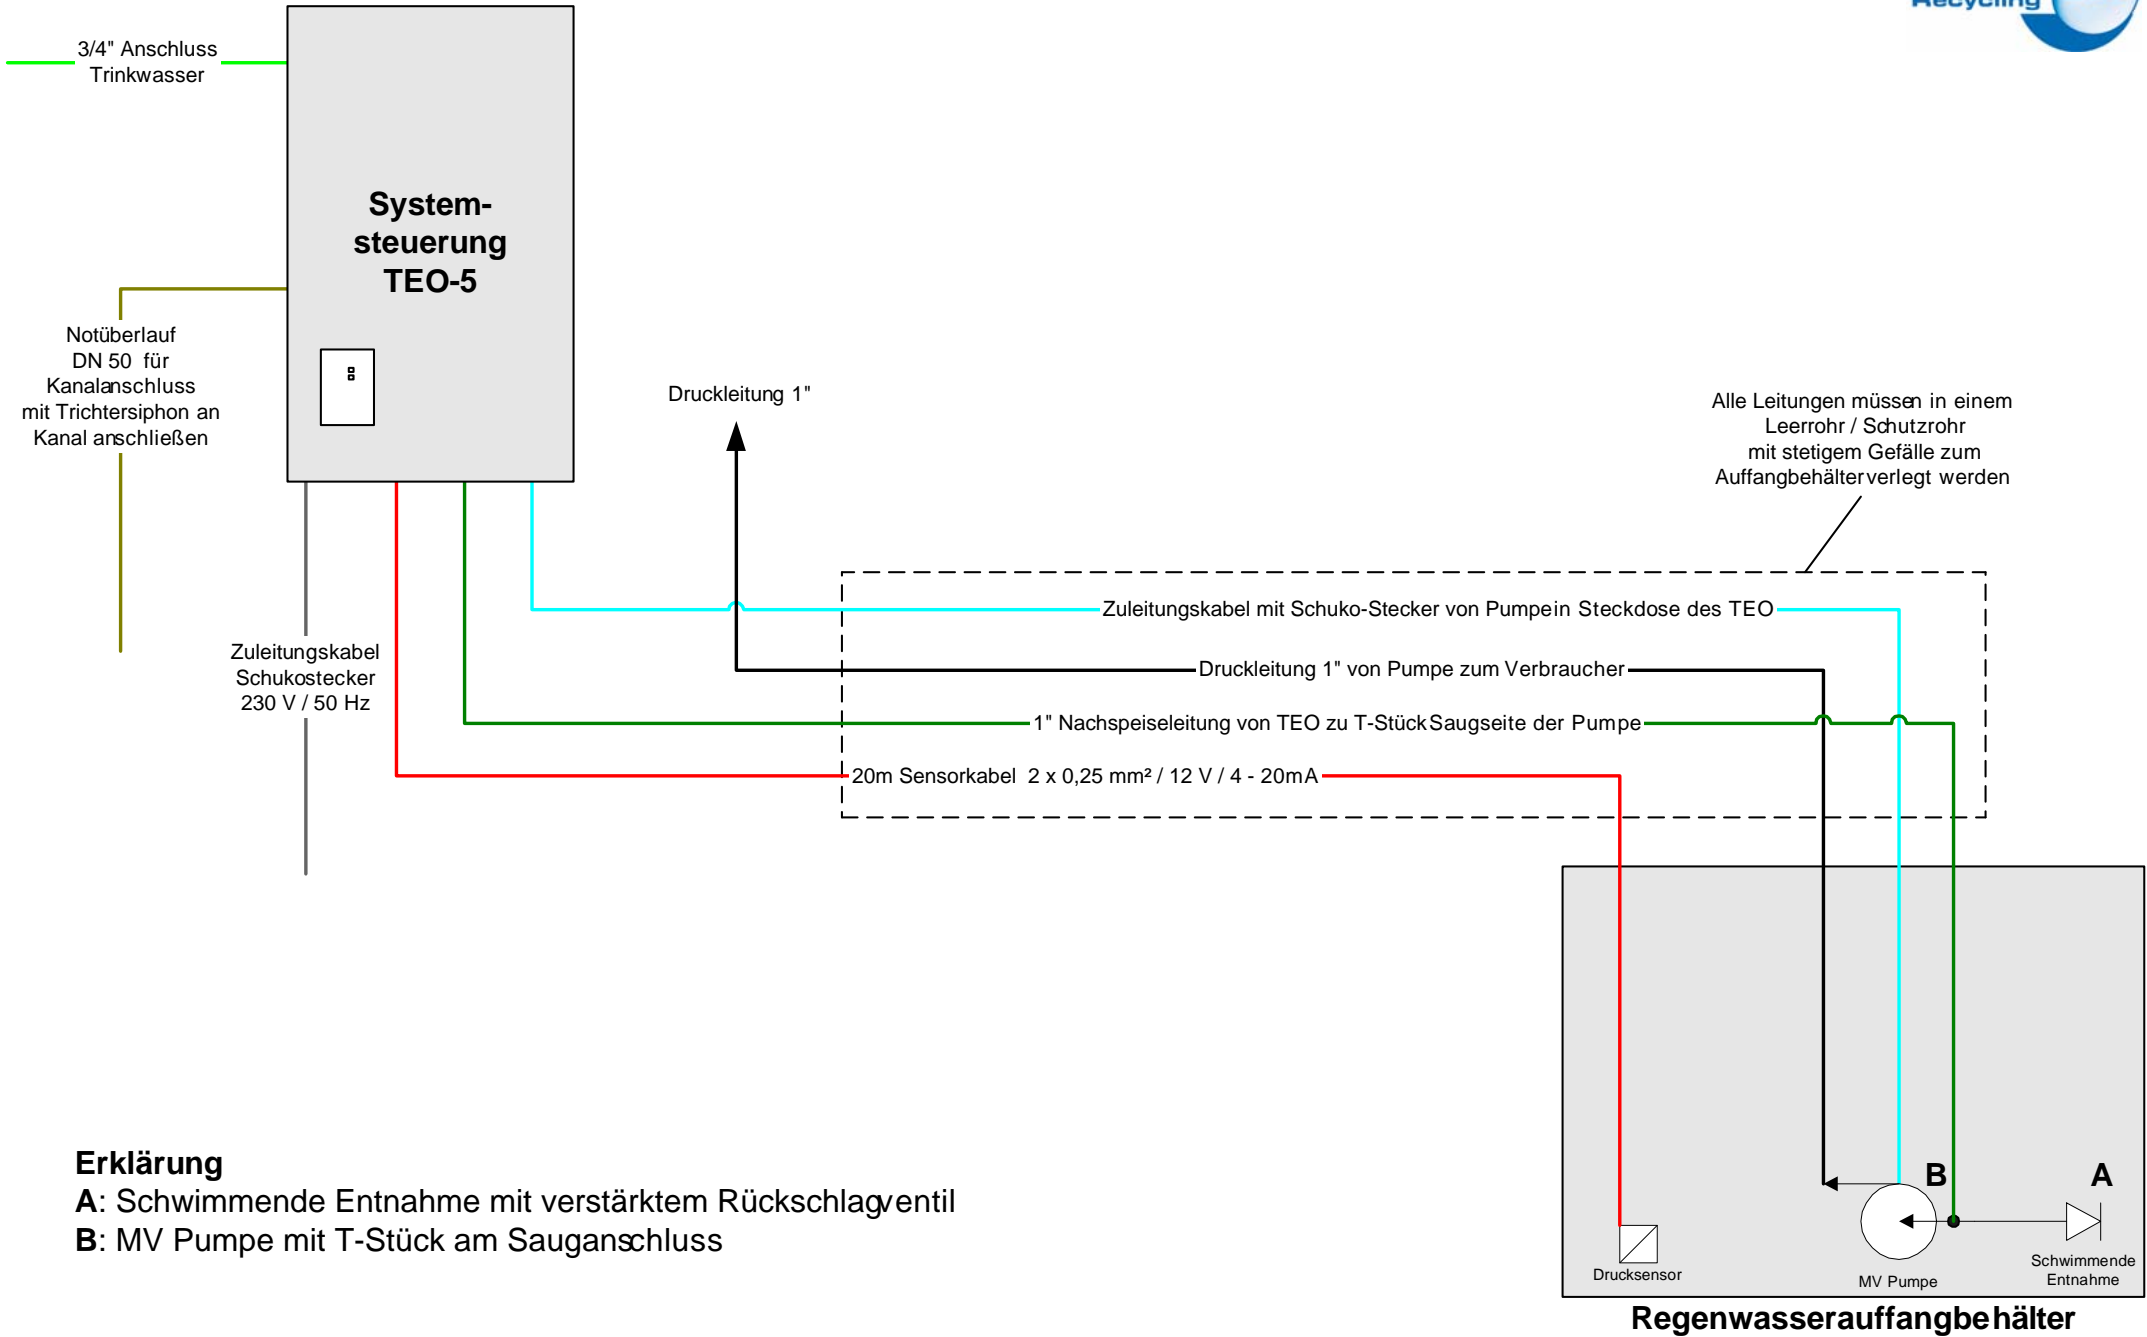 Recycling
3/4" Anschluss
Trinkwasser
System-
steuerung
TEO-5
Notüberlauf
DN 50 für
Kanalanschluss
mit Trichtersiphon an
Kanal anschließen
Druckleitung 1"
Alle Leitungen müssen in einem
Leerrohr / Schutzrohr
mit stetigem Gefälle zum
Auffangbehälter verlegt werden
Zuleitungskabel mit Schuko-Stecker von Pumpe in Steckdose des TEO
Zuleitungskabel
Schukostecker
230 V / 50 Hz
Druckleitung 1" von Pumpe zum Verbraucher
1" Nachspeiseleitung von TEO zu T-Stück Saugseite der Pumpe
20m Sensorkabel 2 x 0,25 mm² / 12 V / 4 - 20mA
Erklärung
A: Schwimmende Entnahme mit verstärktem Rückschlagventil
B: MV Pumpe mit T-Stück am Sauganschluss
B
A
Drucksensor
MV Pumpe
Schwimmende
Entnahme
Regenwasserauffangbehälter